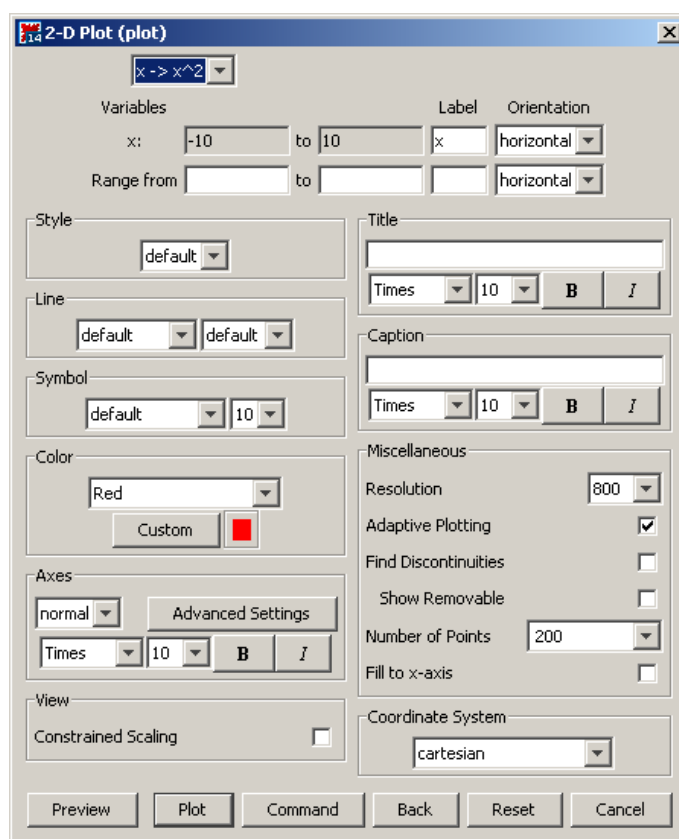 14 2-D Plot (plot)
x -> x^2
Variables Label Orientation
x: -10 to 10 x horizontal
Range from to horizontal
Style
default
Line
default default
Symbol
default 10
Color
Red
Custom
Axes
normal Advanced Settings
Times 10 B I
View
Constrained Scaling
Title
Times 10 B I
Caption
Times 10 B I
Miscellaneous
Resolution 800
Adaptive Plotting
Find Discontinuities
Show Removable
Number of Points 200
Fill to x-axis
Coordinate System
cartesian
Preview Plot Command Back Reset Cancel